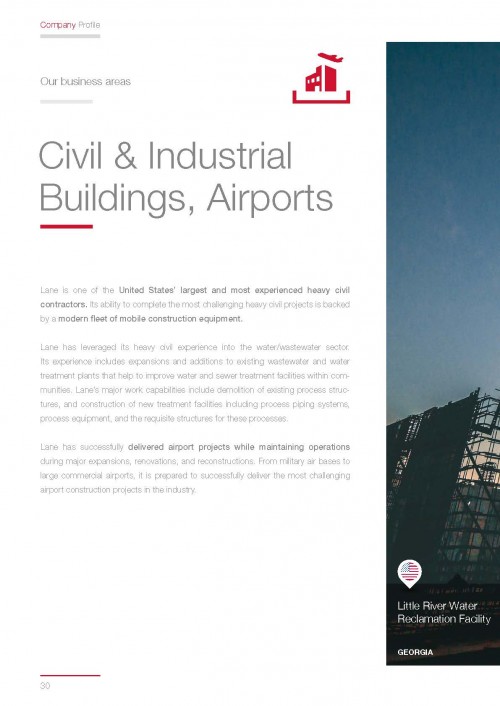 Company Profile
Our business areas
Civil & Industrial
Buildings, Airports
Lane is one of the United States' largest and most experienced heavy civil
contractors. Its ability to complete the most challenging heavy civil projects is backed
by a modern fleet of mobile construction equipment.
Lane has leveraged its heavy civil experience into the water/wastewater sector.
Its experience includes expansions and additions to existing wastewater and water
treatment plants that help to improve water and sewer treatment facilities within com-
munities. Lane's major work capabilities include demolition of existing process struc-
tures, and construction of new treatment facilities including process piping systems,
process equipment, and the requisite structures for these processes.
Lane has successfully delivered airport projects while maintaining operations
during major expansions, renovations, and reconstructions. From military air bases to
large commercial airports, it is prepared to successfully deliver the most challenging
airport construction projects in the industry.
Little River Water
Reclamation Facility
GEORGIA
30